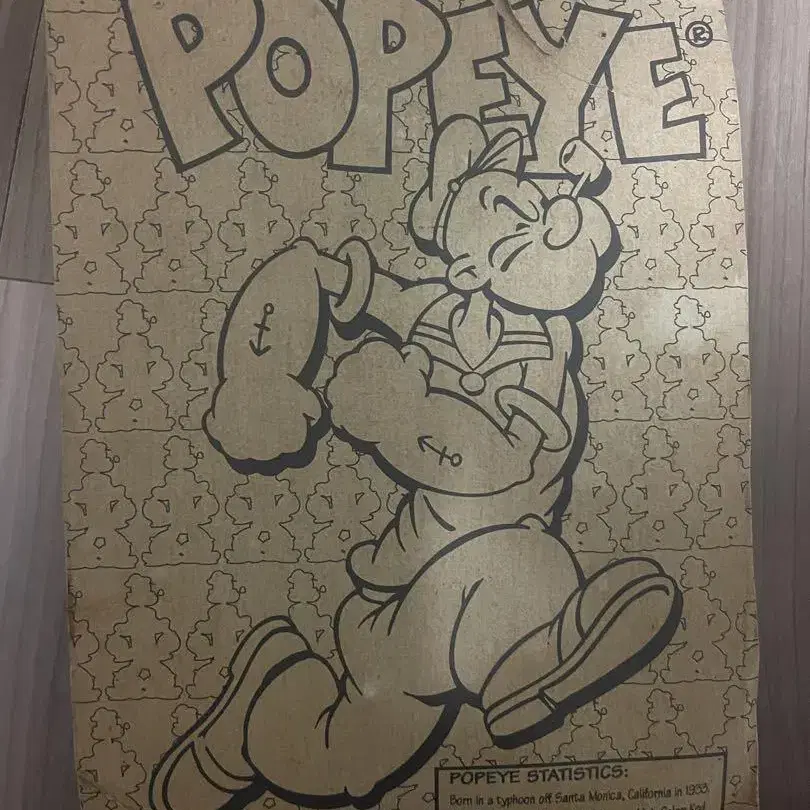 POPEYE®
POPEYE STATISTICS:
Born in a typhoon off Santa Monica, California in 1933